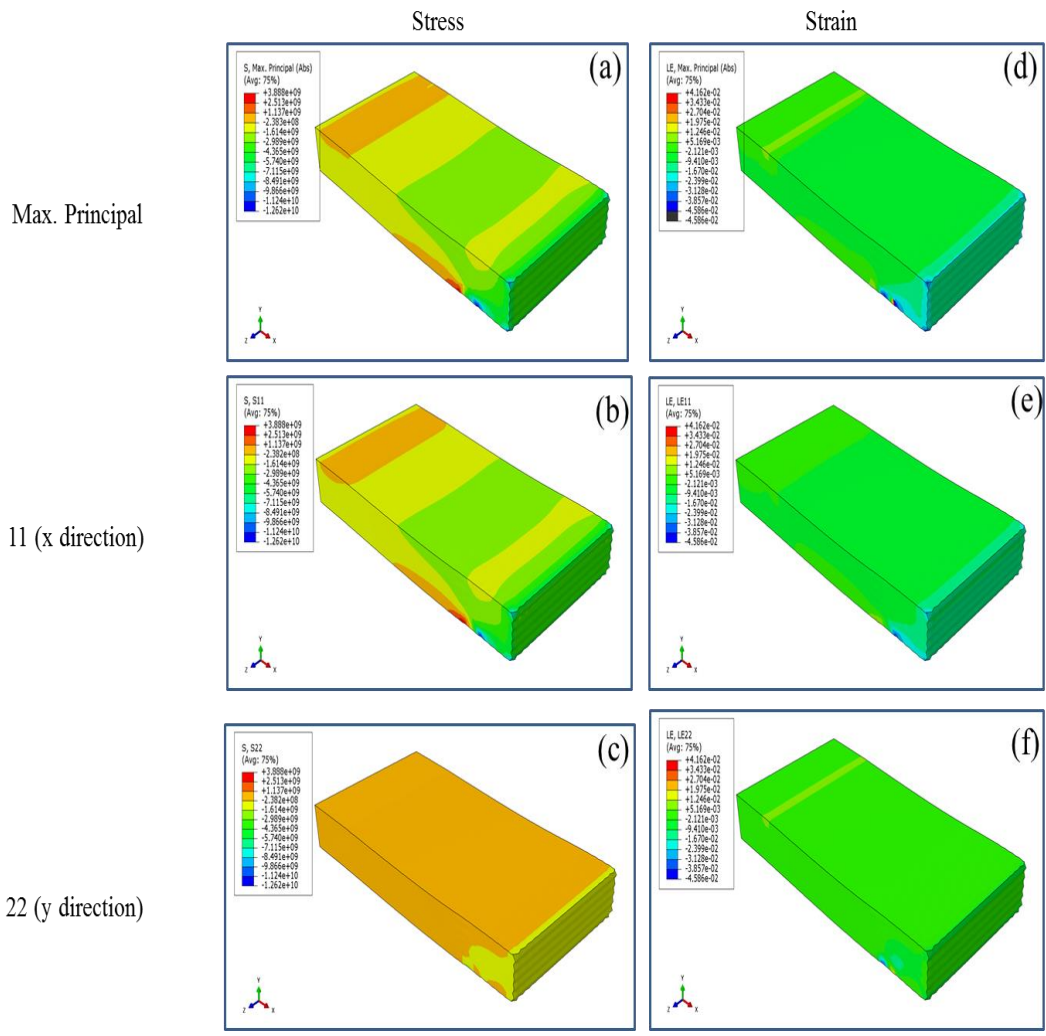 Stress
Strain
Max. Principal
(a)
S, Max. Principal (Abs)
(Avg: 75%)
+3.888e+09
+2.513e+09
+1.137e+09
-2.383e+08
-1.614e+09
-2.989e+09
-4.365e+09
-5.740e+09
-7.115e+09
-8.491e+09
-9.866e+09
-1.124e+10
-1.262e+10
Y
Z
X
(d)
LE, Max. Principal (Abs)
(Avg: 75%)
+4.162e-02
+3.433e-02
+2.704e-02
+1.975e-02
+1.246e-02
+5.169e-03
-2.121e-03
-9.410e-03
-1.670e-02
-2.399e-02
-3.128e-02
-3.857e-02
-4.586e-02
-4.586e-02
Y
Z
X
11 (x direction)
(b)
S, S11
(Avg: 75%)
+3.888e+09
+2.513e+09
+1.137e+09
-2.382e+08
-1.614e+09
-2.989e+09
-4.365e+09
-5.740e+09
-7.115e+09
-8.491e+09
-9.866e+09
-1.124e+10
-1.262e+10
Y
Z
X
(e)
LE, LE11
(Avg: 75%)
+4.162e-02
+3.433e-02
+2.704e-02
+1.975e-02
+1.246e-02
+5.169e-03
-2.121e-03
-9.410e-03
-1.670e-02
-2.399e-02
-3.128e-02
-3.857e-02
-4.586e-02
Y
Z
X
22 (y direction)
(c)
S, S22
(Avg: 75%)
+3.888e+09
+2.513e+09
+1.137e+09
-2.382e+08
-1.614e+09
-2.989e+09
-4.365e+09
-5.740e+09
-7.115e+09
-8.491e+09
-9.866e+09
-1.124e+10
-1.262e+10
Y
Z
X
(f)
LE, LE22
(Avg: 75%)
+4.162e-02
+3.433e-02
+2.704e-02
+1.975e-02
+1.246e-02
+5.169e-03
-2.121e-03
-9.410e-03
-1.670e-02
-2.399e-02
-3.128e-02
-3.857e-02
-4.586e-02
Y
Z
X